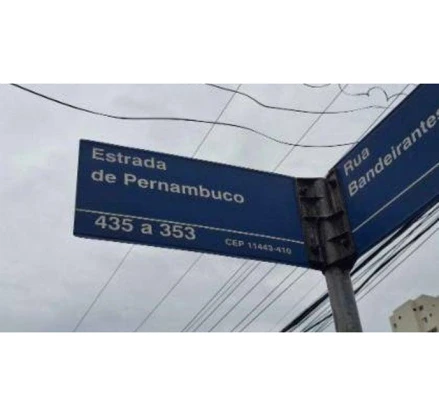 Estrada
de Pernambuco
435 a 353
CEP 11443-410
Rua
Bandeirantes